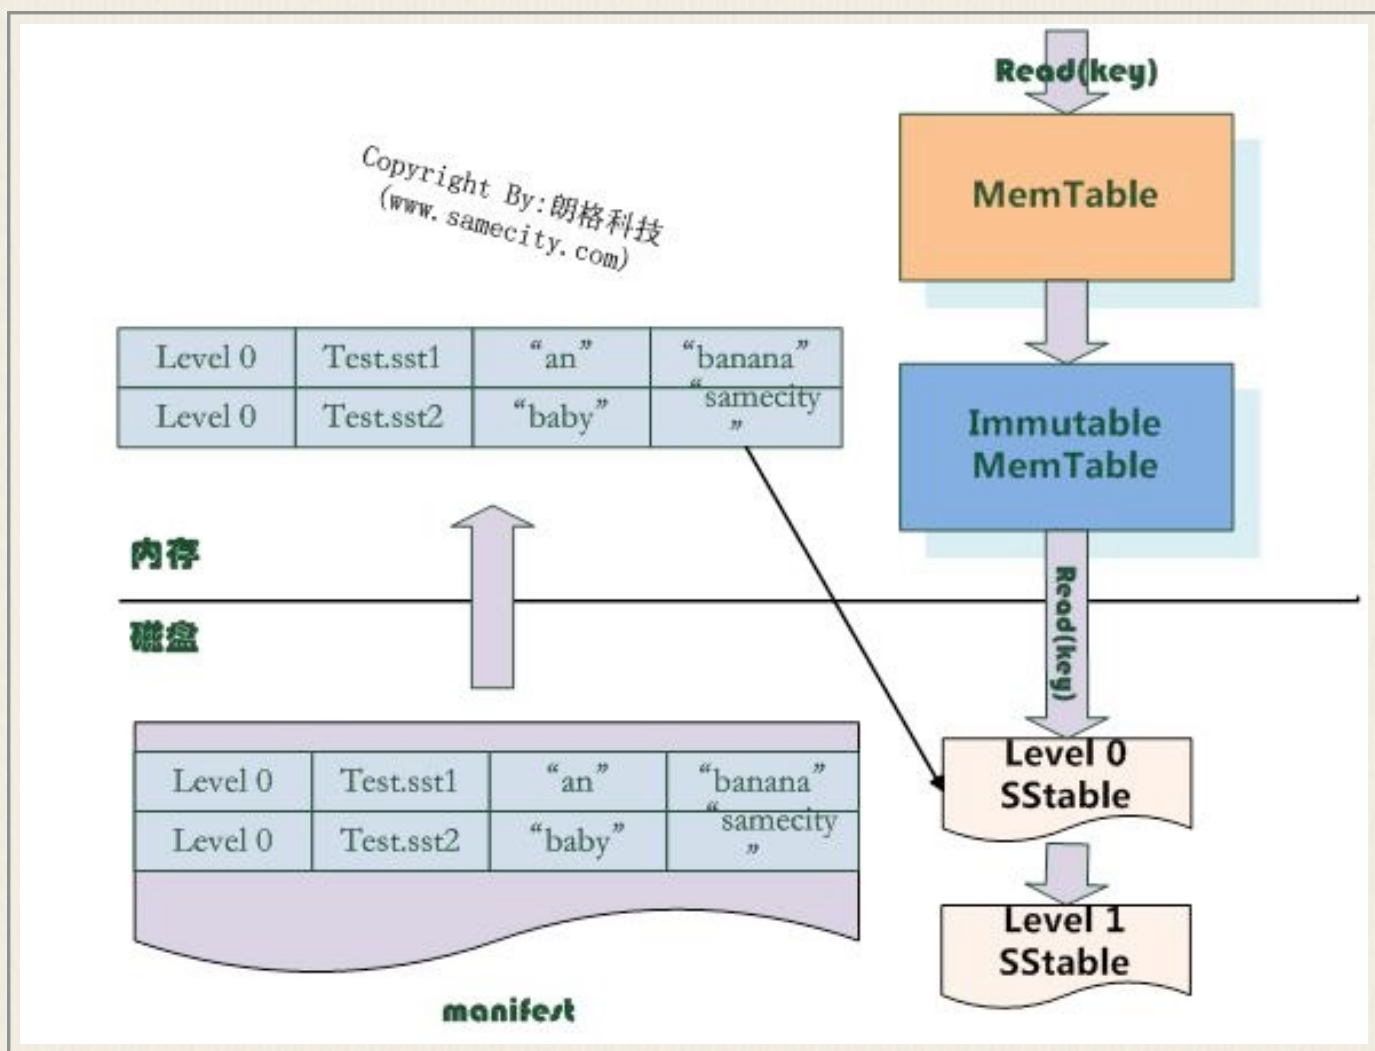 Read(key)
MemTable
Copyright By:朗格科技
(www.samecity.com)
Level 0 Test.sst1 “an” “banana”
Level 0 Test.sst2 “baby” “samecity
”
Immutable
MemTable
内存
磁盘
Read(key)
Level 0
SStable
Level 0 Test.sst1 “an” “banana”
Level 0 Test.sst2 “baby” “samecity
”
Level 1
SStable
manifest